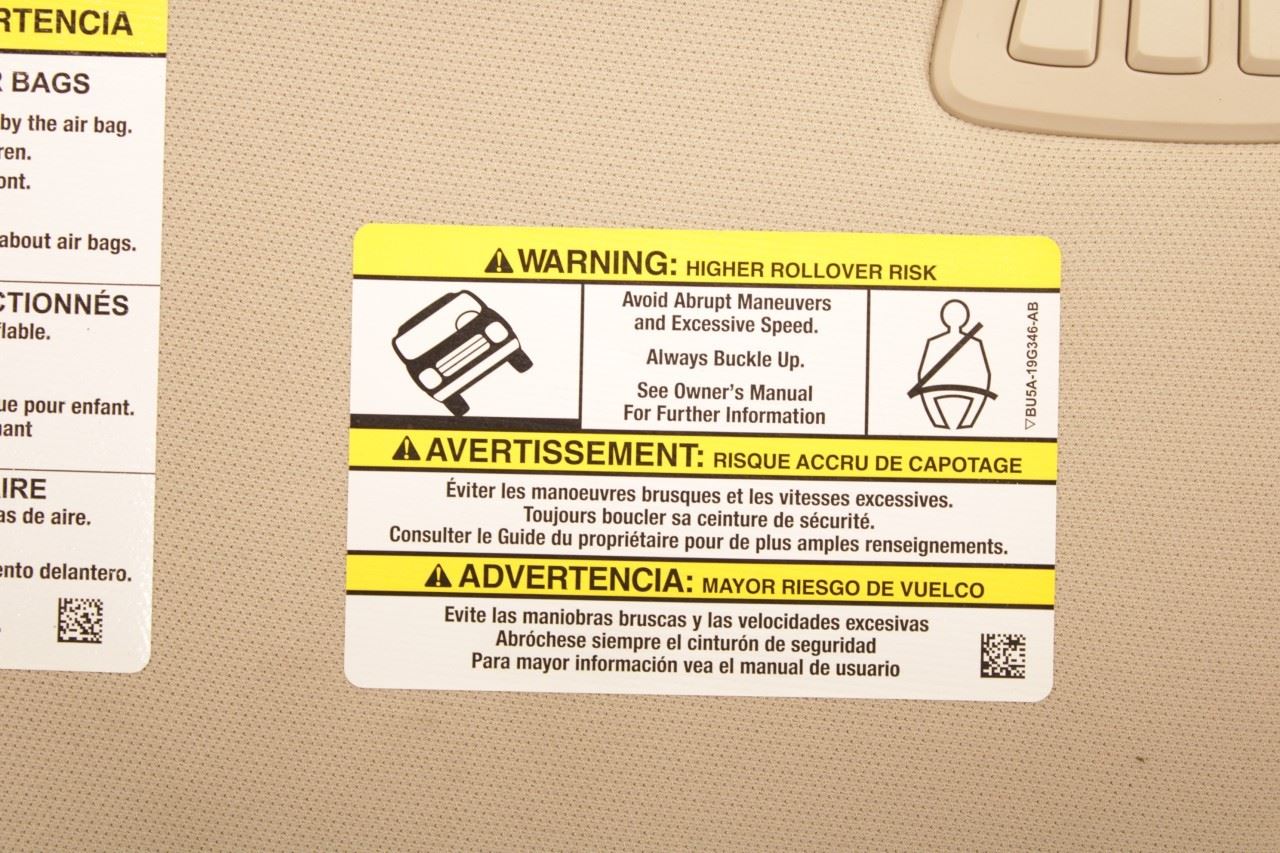 RTENCIA
BAGS
by the air bag.
ren.
ont.
about air bags.
CTIONNÉS
flable.
ue pour enfant.
nant
IRE
as de aire.
ento delantero.
WARNING: HIGHER ROLLOVER RISK
Avoid Abrupt Maneuvers
and Excessive Speed.
Always Buckle Up.
See Owner's Manual
For Further Information
▽BU5A-19G346-AB
AVERTISSEMENT: RISQUE ACCRU DE CAPOTAGE
Éviter les manoeuvres brusques et les vitesses excessives.
Toujours boucler sa ceinture de sécurité.
Consulter le Guide du propriétaire pour de plus amples renseignements.
ADVERTENCIA: MAYOR RIESGO DE VUELCO
Evite las maniobras bruscas y las velocidades excesivas
Abróchese siempre el cinturón de seguridad
Para mayor información vea el manual de usuario